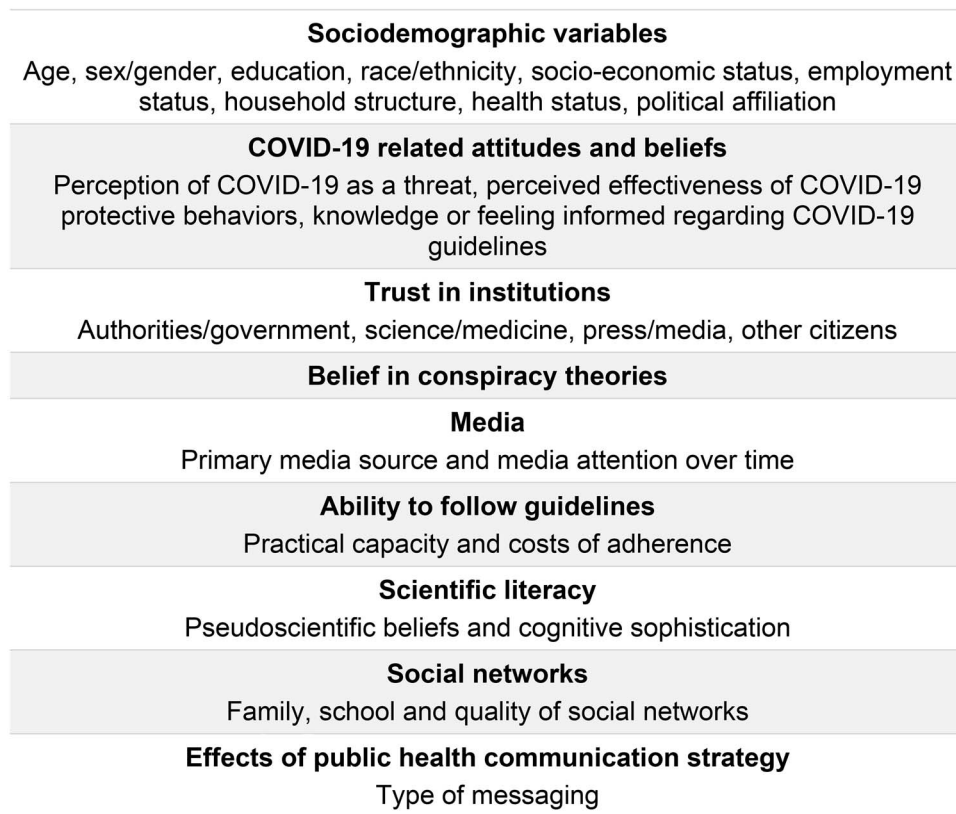 Sociodemographic variables
Age, sex/gender, education, race/ethnicity, socio-economic status, employment
status, household structure, health status, political affiliation
COVID-19 related attitudes and beliefs
Perception of COVID-19 as a threat, perceived effectiveness of COVID-19
protective behaviors, knowledge or feeling informed regarding COVID-19
guidelines
Trust in institutions
Authorities/government, science/medicine, press/media, other citizens
Belief in conspiracy theories
Media
Primary media source and media attention over time
Ability to follow guidelines
Practical capacity and costs of adherence
Scientific literacy
Pseudoscientific beliefs and cognitive sophistication
Social networks
Family, school and quality of social networks
Effects of public health communication strategy
Type of messaging